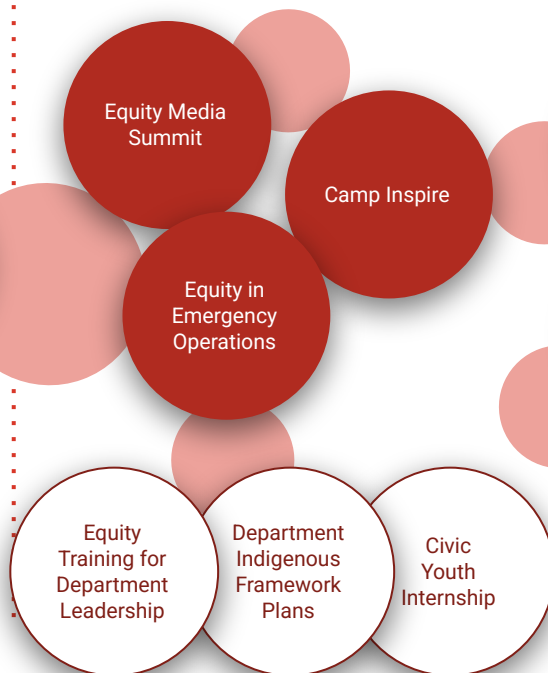 Equity Media
Summit
Camp Inspire
Equity in
Emergency
Operations
Equity
Training for
Department
Leadership
Department
Indigenous
Framework
Plans
Civic
Youth
Internship